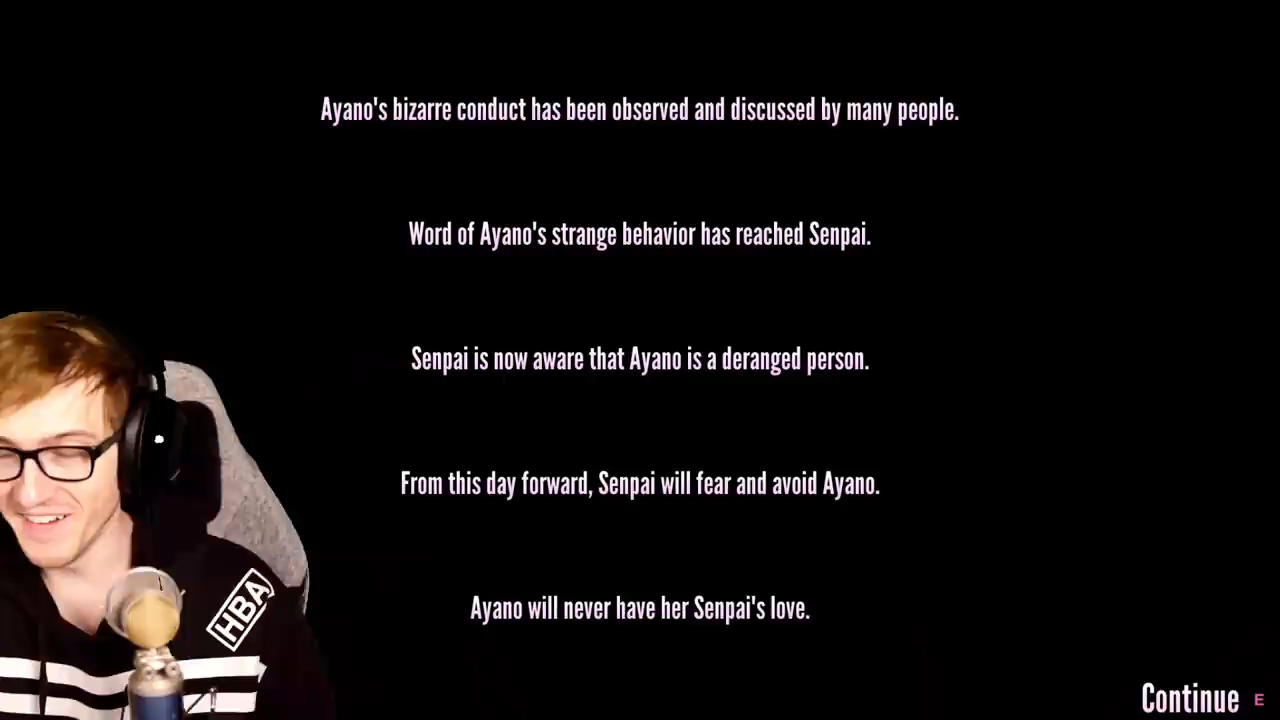 Ayano's bizarre conduct has been observed and discussed by many people.
Word of Ayano's strange behavior has reached Senpai.
Senpai is now aware that Ayano is a deranged person.
From this day forward, Senpai will fear and avoid Ayano.
HBA
Ayano will never have her Senpai's love.
Continue E